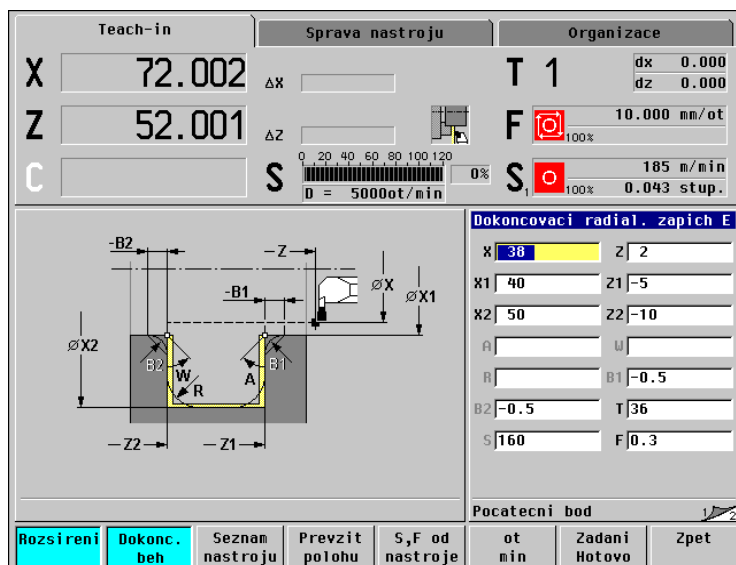 Teach-in Sprava nastroju Organizace
X 72.002 ΔX T 1 dx 0.000
dz 0.000
Z 52.001 ΔZ F 100% 10.000 mm/ot
C S 0 20 40 60 80 100 120 0% S1 100% 185 m/min
D = 5000ot/min 0.043 stup.
Dokoncovaci radial. zapich E
X 38 Z 2
X1 40 Z1 -5
X2 50 Z2 -10
A W
R B1 -0.5
B2 -0.5 T 36
S 160 F 0.3
-B2
Z
-B1
øX
øX1
øX2
B2
W
R
A
B1
Z2
Z1
Pocatecni bod 1 2
Rozsireni Dokonc. beh Seznam nastroju Prevzit polohu S,F od nastroje ot min Zadani Hotovo Zpet